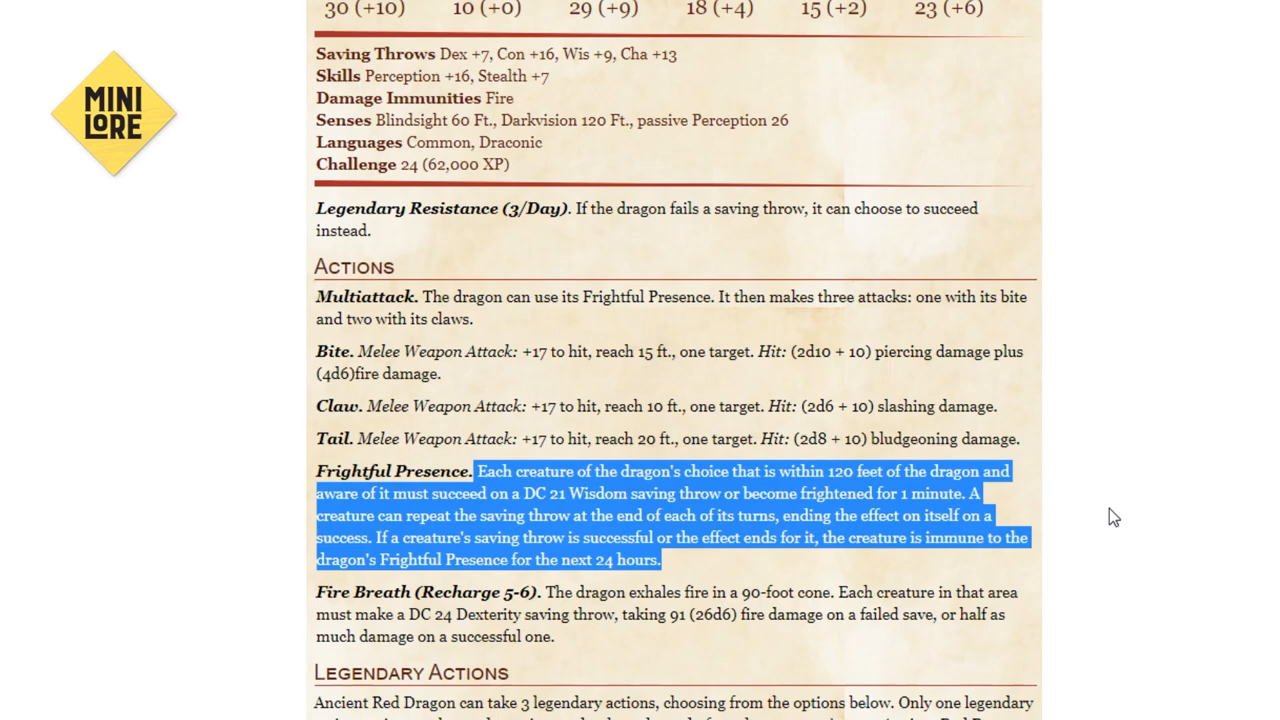 30 (+10) 10 (+0) 29 (+9) 18 (+4) 15 (+2) 23 (+6)
MINI
LORE
Saving Throws Dex +7, Con +16, Wis +9, Cha +13
Skills Perception +16, Stealth +7
Damage Immunities Fire
Senses Blindsight 60 Ft., Darkvision 120 Ft., passive Perception 26
Languages Common, Draconic
Challenge 24 (62,000 XP)
Legendary Resistance (3/Day). If the dragon fails a saving throw, it can choose to succeed
instead.
ACTIONS
Multiattack. The dragon can use its Frightful Presence. It then makes three attacks: one with its bite
and two with its claws.
Bite. Melee Weapon Attack: +17 to hit, reach 15 ft., one target. Hit: (2d10 + 10) piercing damage plus
(4d6)fire damage.
Claw. Melee Weapon Attack: +17 to hit, reach 10 ft., one target. Hit: (2d6 + 10) slashing damage.
Tail. Melee Weapon Attack: +17 to hit, reach 20 ft., one target. Hit: (2d8 + 10) bludgeoning damage.
Frightful Presence. Each creature of the dragon's choice that is within 120 feet of the dragon and
aware of it must succeed on a DC 21 Wisdom saving throw or become frightened for 1 minute. A
creature can repeat the saving throw at the end of each of its turns, ending the effect on itself on a
success. If a creature's saving throw is successful or the effect ends for it, the creature is immune to the
dragon's Frightful Presence for the next 24 hours.
Fire Breath (Recharge 5-6). The dragon exhales fire in a 90-foot cone. Each creature in that area
must make a DC 24 Dexterity saving throw, taking 91 (26d6) fire damage on a failed save, or half as
much damage on a successful one.
LEGENDARY ACTIONS
Ancient Red Dragon can take 3 legendary actions, choosing from the options below. Only one legendary